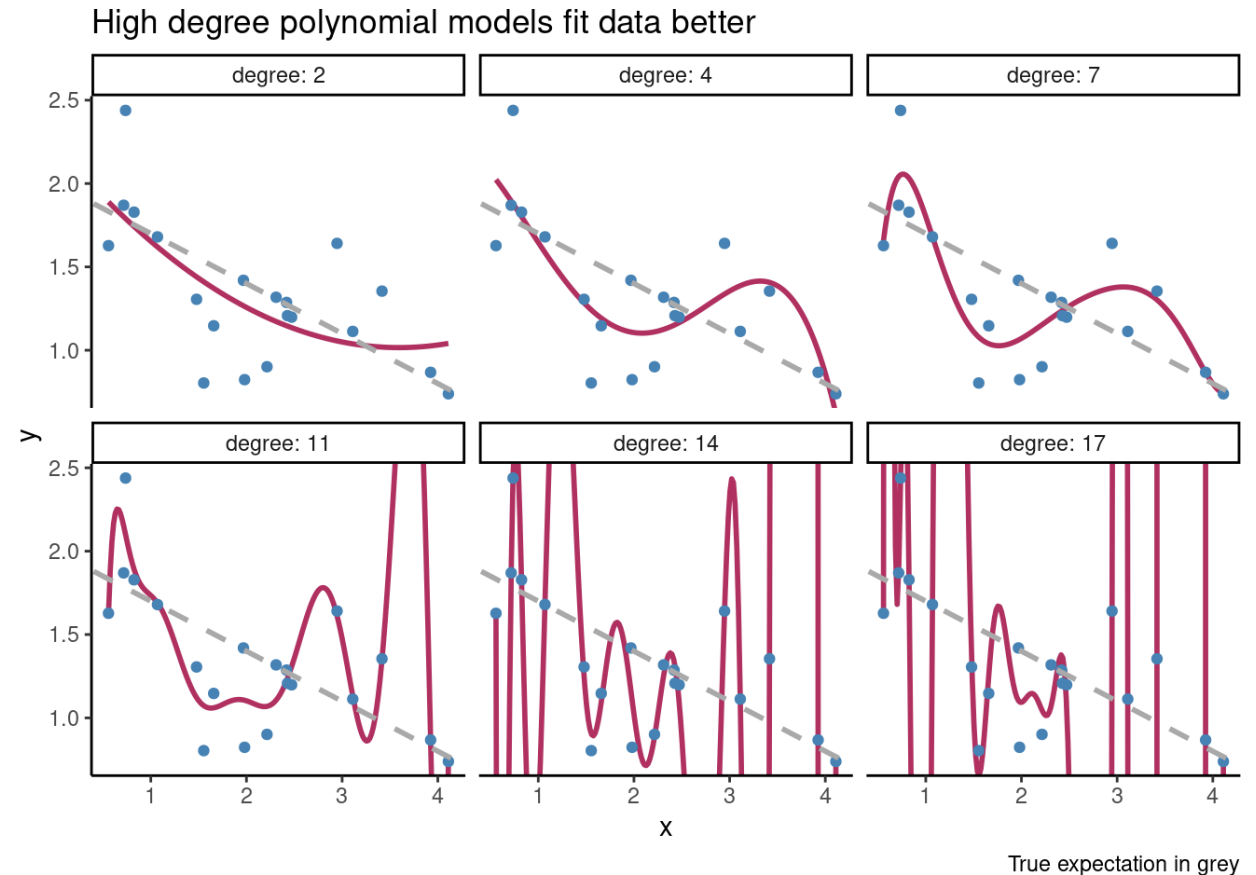 High degree polynomial models fit data better
degree: 2
degree: 4
degree: 7
2.5
2.0
1.5
1.0
y
degree: 11
degree: 14
degree: 17
2.5
2.0
1.5
1.0
1 2 3 4
1 2 3 4
1 2 3 4
x
True expectation in grey